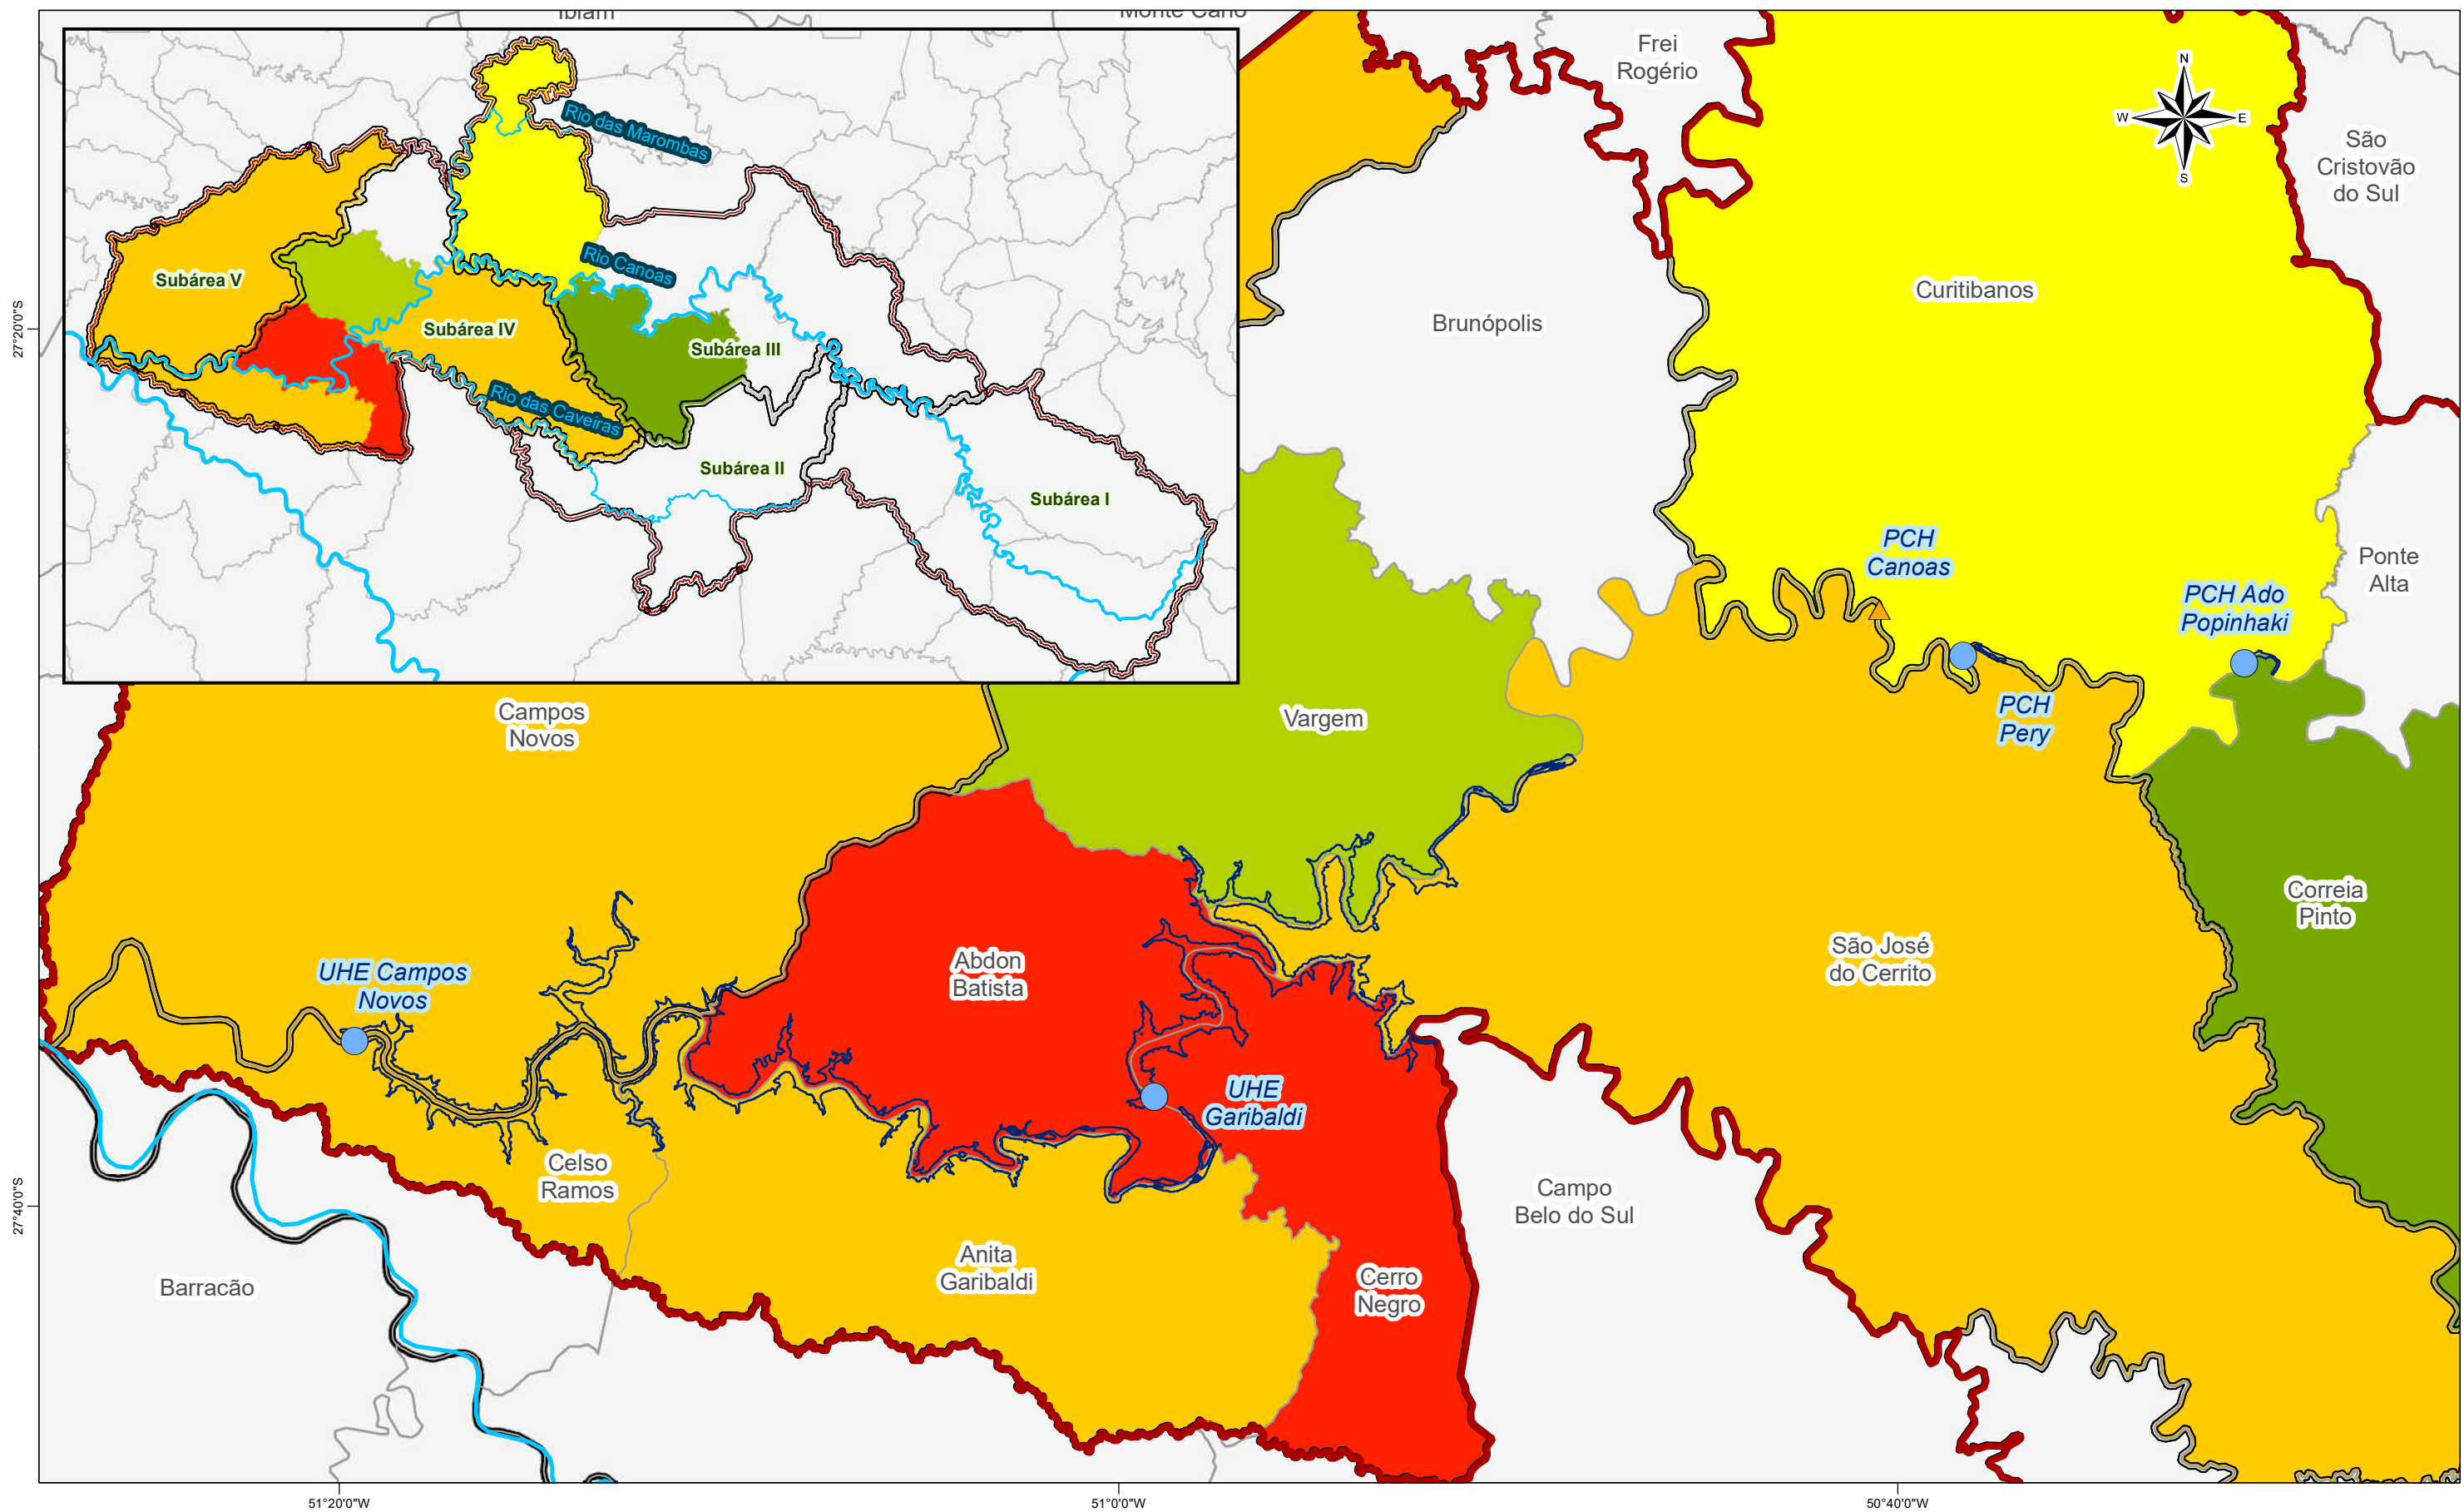 Ibiam
Monte Carlo
Frei
Rogério
N
W
E
S
São
Cristovão
do Sul
Rio das Marombas
Rio Canoas
Subárea V
Subárea IV
Subárea III
Rio das Caveiras
Subárea II
Subárea I
27°20'0"S
Curitibanos
Brunópolis
PCH
Canoas
PCH Ado
Popinhaki
Ponte
Alta
PCH
Pery
Campos
Novos
Vargem
Correia
Pinto
São José
do Cerrito
Abdon
Batista
UHE Campos
Novos
UHE
Garibaldi
Celso
Ramos
27°40'0"S
Campo
Belo do Sul
Anita
Garibaldi
Cerro
Negro
Barracão
51°20'0"W
51°0'0"W
50°40'0"W